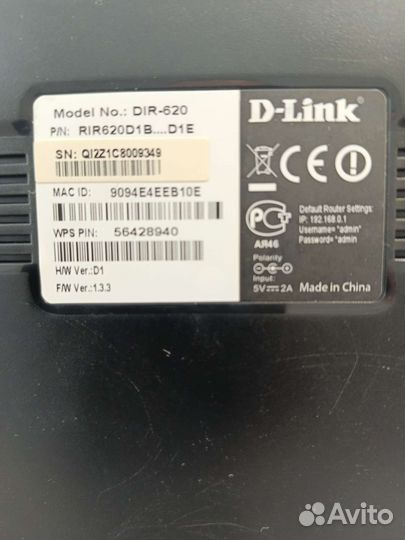 Model No.: DIR-620
P/N: RIR620D1B....D1E
SN: QI2Z1C8009349
MAC ID: 9094E4EEB10E
WPS PIN: 56428940
H/W Ver.: D1
F/W Ver.: 1.3.3
D-Link
AЯ46
Default Router Settings:
IP: 192.168.0.1
Username= "admin"
Password= "admin
Polarity
Input:
5V⎓2A
Made in China
Avito